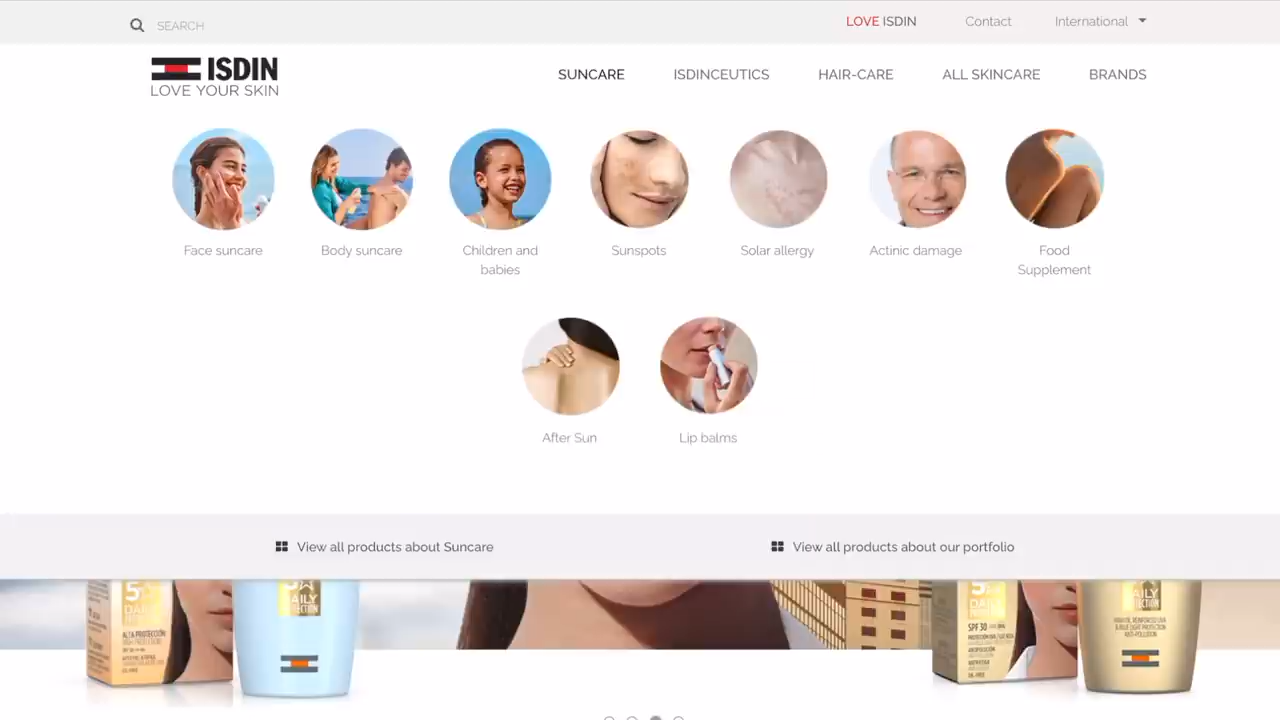 SEARCH
LOVE ISDIN
Contact
International
ISDIN
LOVE YOUR SKIN
SUNCARE
ISDINCEUTICS
HAIR-CARE
ALL SKINCARE
BRANDS
Face suncare
Body suncare
Children and
babies
Sunspots
Solar allergy
Actinic damage
Food
Supplement
After Sun
Lip balms
View all products about Suncare
View all products about our portfolio
ALTA PROTECCIÓN
SPF 30